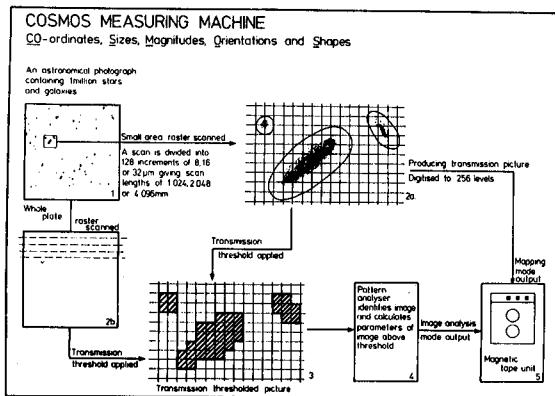 COSMOS MEASURING MACHINE
CO-ordinates, Sizes, Magnitudes, Orientations and Shapes
An astronomical photograph
containing 1million stars
and galaxies
Small area raster scanned
A scan is divided into
128 increments of 8,16
or 32μm giving scan
lengths of 1 024, 2 048
or 4 096mm
1
2a
Producing transmission picture
Digitised to 256 levels
Whole
plate
raster
scanned
Transmission
threshold applied
Mapping
mode
output
2b
Transmission
threshold applied
3
Transmission thresholded picture
Pattern
analyser
identifies image
and calculates
parameters of
image above
threshold
4
Image analysis
mode output
Magnetic
tape unit
5